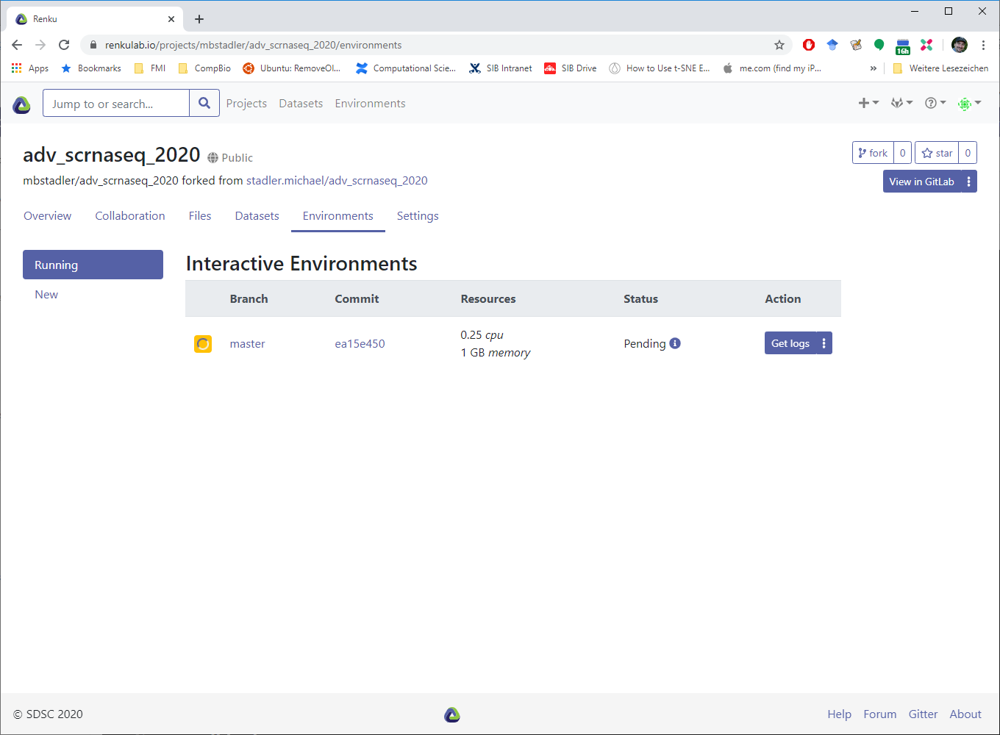 Renku
renkulab.io/projects/mbstadler/adv_scrnaseq_2020/environments
16h
Apps Bookmarks FMI CompBio Ubuntu: RemoveOl... Computational Scie... SIB Intranet SIB Drive How to Use t-SNE E... me.com (find my iP... » Weitere Lesezeichen
Jump to or search... Projects Datasets Environments
adv_scrnaseq_2020 Public
fork 0 star 0
mbstadler/adv_scrnaseq_2020 forked from stadler.michael/adv_scrnaseq_2020
View in GitLab
Overview Collaboration Files Datasets Environments Settings
Running
New
Interactive Environments
Branch Commit Resources Status Action
master ea15e450 0.25 cpu Pending Get logs
1 GB memory
© SDSC 2020 Help Forum Gitter About